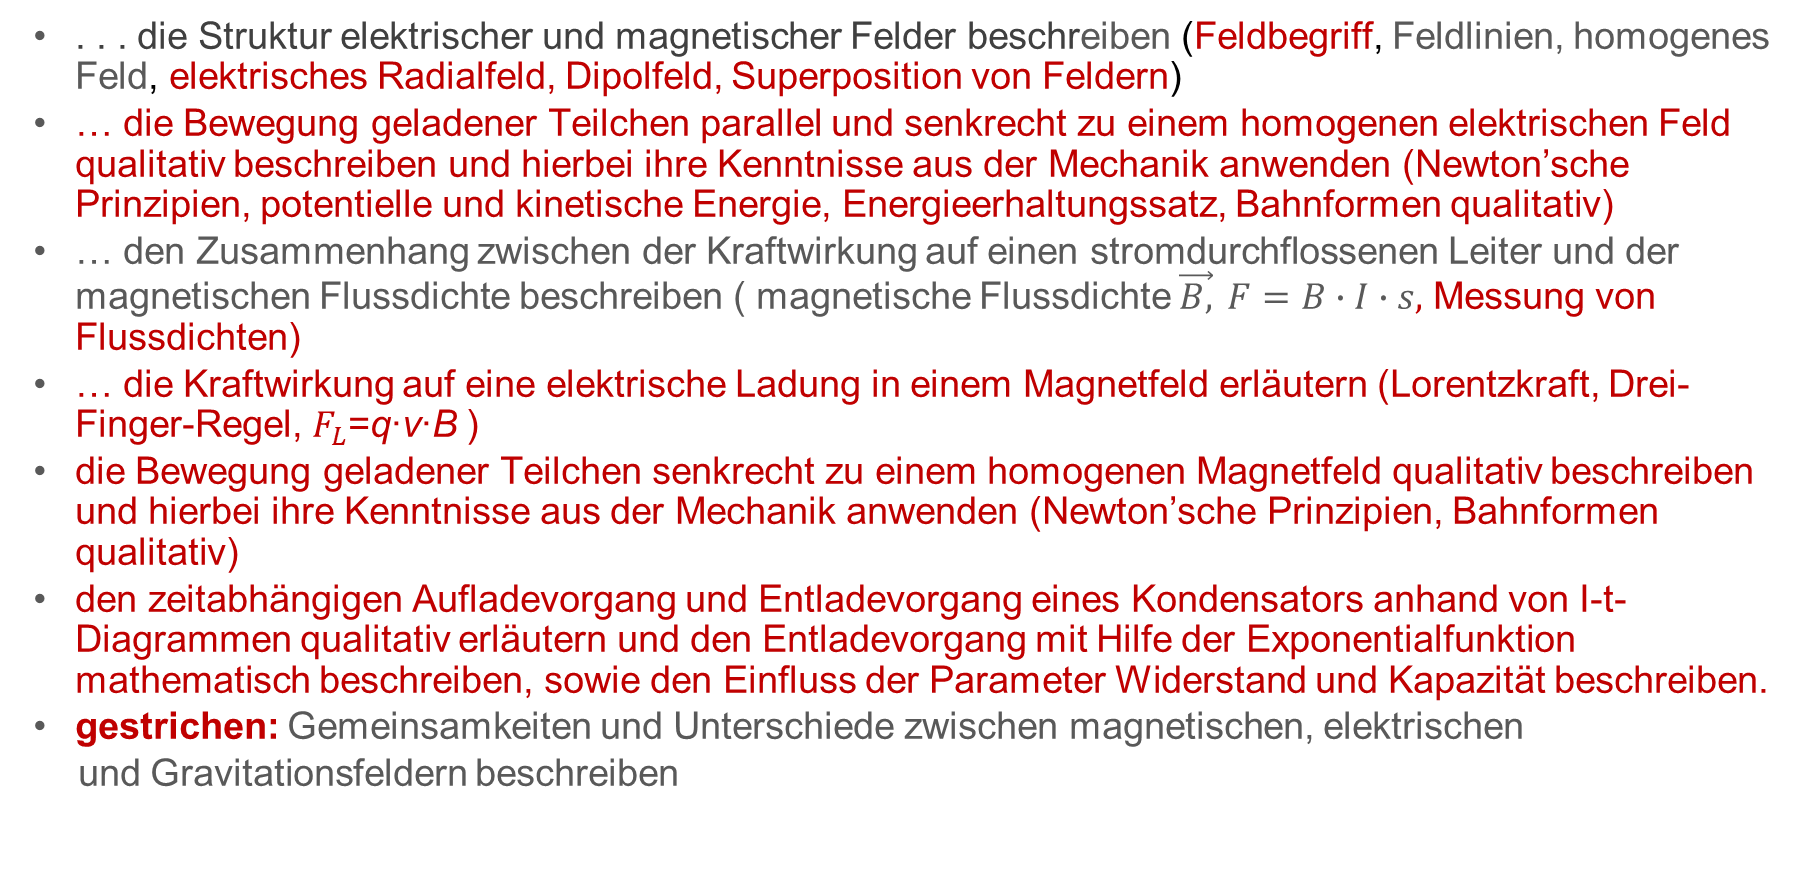 • . . . die Struktur elektrischer und magnetischer Felder beschreiben (Feldbegriff, Feldlinien, homogenes
Feld, elektrisches Radialfeld, Dipolfeld, Superposition von Feldern)
• … die Bewegung geladener Teilchen parallel und senkrecht zu einem homogenen elektrischen Feld
qualitativ beschreiben und hierbei ihre Kenntnisse aus der Mechanik anwenden (Newton’sche
Prinzipien, potentielle und kinetische Energie, Energieerhaltungssatz, Bahnformen qualitativ)
• … den Zusammenhang zwischen der Kraftwirkung auf einen stromdurchflossenen Leiter und der
magnetischen Flussdichte beschreiben ( magnetische Flussdichte \(\overrightarrow{B,}\) F = B · I · s, Messung von
Flussdichten)
• … die Kraftwirkung auf eine elektrische Ladung in einem Magnetfeld erläutern (Lorentzkraft, Drei-
Finger-Regel, F_L=q·v·B )
• die Bewegung geladener Teilchen senkrecht zu einem homogenen Magnetfeld qualitativ beschreiben
und hierbei ihre Kenntnisse aus der Mechanik anwenden (Newton’sche Prinzipien, Bahnformen
qualitativ)
• den zeitabhängigen Aufladevorgang und Entladevorgang eines Kondensators anhand von I-t-
Diagrammen qualitativ erläutern und den Entladevorgang mit Hilfe der Exponentialfunktion
mathematisch beschreiben, sowie den Einfluss der Parameter Widerstand und Kapazität beschreiben.
• gestrichen: Gemeinsamkeiten und Unterschiede zwischen magnetischen, elektrischen
und Gravitationsfeldern beschreiben